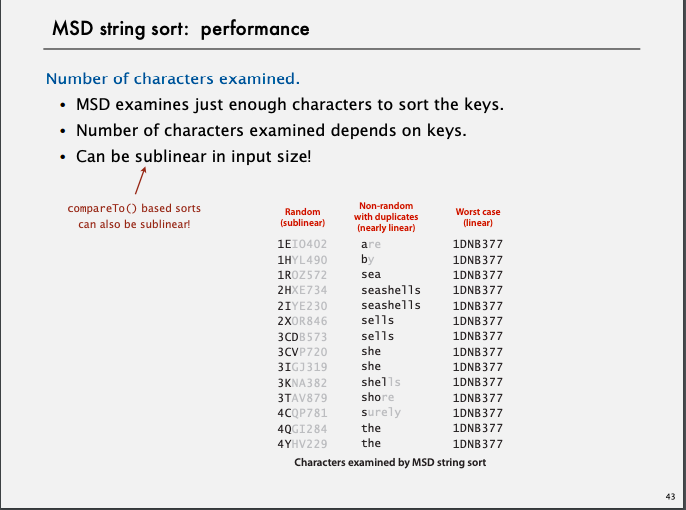 MSD string sort: performance
Number of characters examined.
• MSD examines just enough characters to sort the keys.
• Number of characters examined depends on keys.
• Can be sublinear in input size!
compareTo() based sorts
can also be sublinear!
Random
(sublinear)
1EIO402
1HYL490
1ROZ572
2HXE734
2IYE230
2XOR846
3CDB573
3CVP720
3IGJ319
3KNA382
3TAV879
4CQP781
4QGI284
4YHV229
Non-random
with duplicates
(nearly linear)
are
by
sea
seashells
seashells
sells
sells
she
she
shells
shore
surely
the
the
Worst case
(linear)
1DNB377
1DNB377
1DNB377
1DNB377
1DNB377
1DNB377
1DNB377
1DNB377
1DNB377
1DNB377
1DNB377
1DNB377
1DNB377
1DNB377
Characters examined by MSD string sort
43